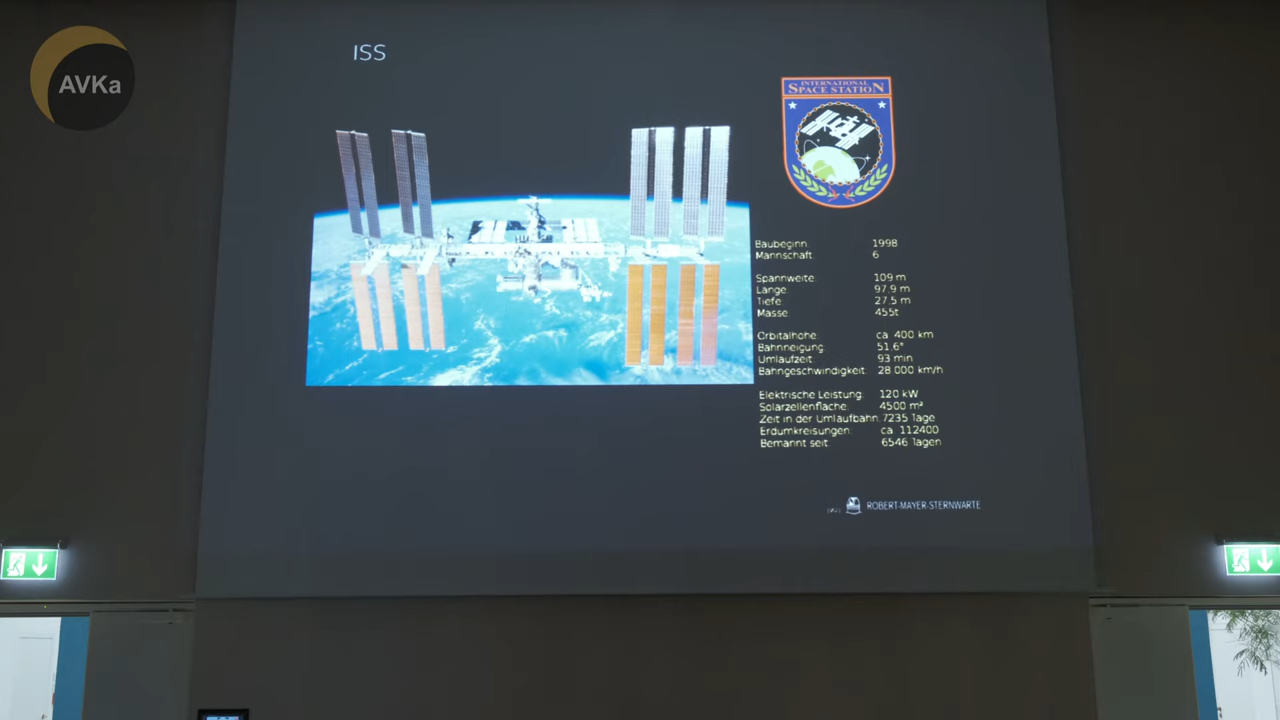 AVKa
ISS
INTERNATIONAL
SPACE STATION
Baubeginn: 1998
Mannschaft: 6
Spannweite: 109 m
Länge: 97.9 m
Tiefe: 27.5 m
Masse: 455t
Orbitalhöhe: ca. 400 km
Bahnneigung: 51.6°
Umlaufzeit: 93 min
Bahngeschwindigkeit: 28.000 km/h
Elektrische Leistung: 120 kW
Solarzellenfläche: 4500 m²
Zeit in der Umlaufbahn: 7235 Tage
Erdumkreisungen: ca. 112400
Bemannt seit: 6546 Tagen
ROBERT-MAYER-STERNWARTE